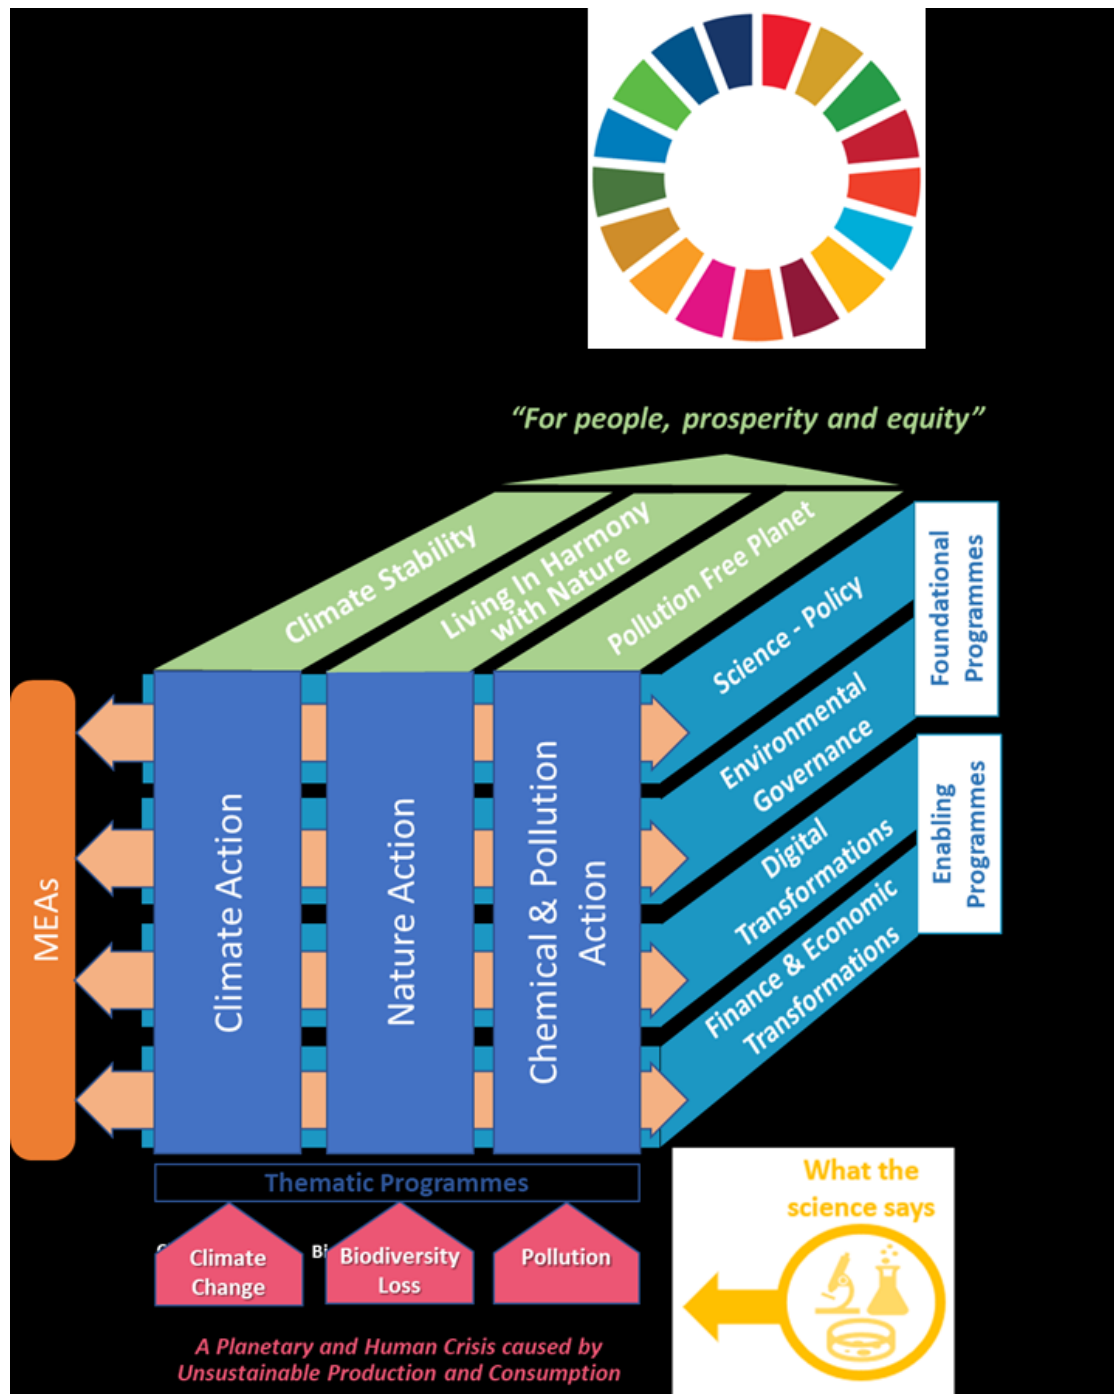 “For people, prosperity and equity”
Climate Stability
Living In Harmony
with Nature
Pollution Free Planet
Science - Policy
Environmental
Governance
Digital
Transformations
Finance & Economic
Transformations
Foundational
Programmes
Enabling
Programmes
MEAs
Climate Action
Nature Action
Chemical & Pollution
Action
Thematic Programmes
Climate
Change
Biodiversity
Loss
Pollution
What the
science says
A Planetary and Human Crisis caused by
Unsustainable Production and Consumption